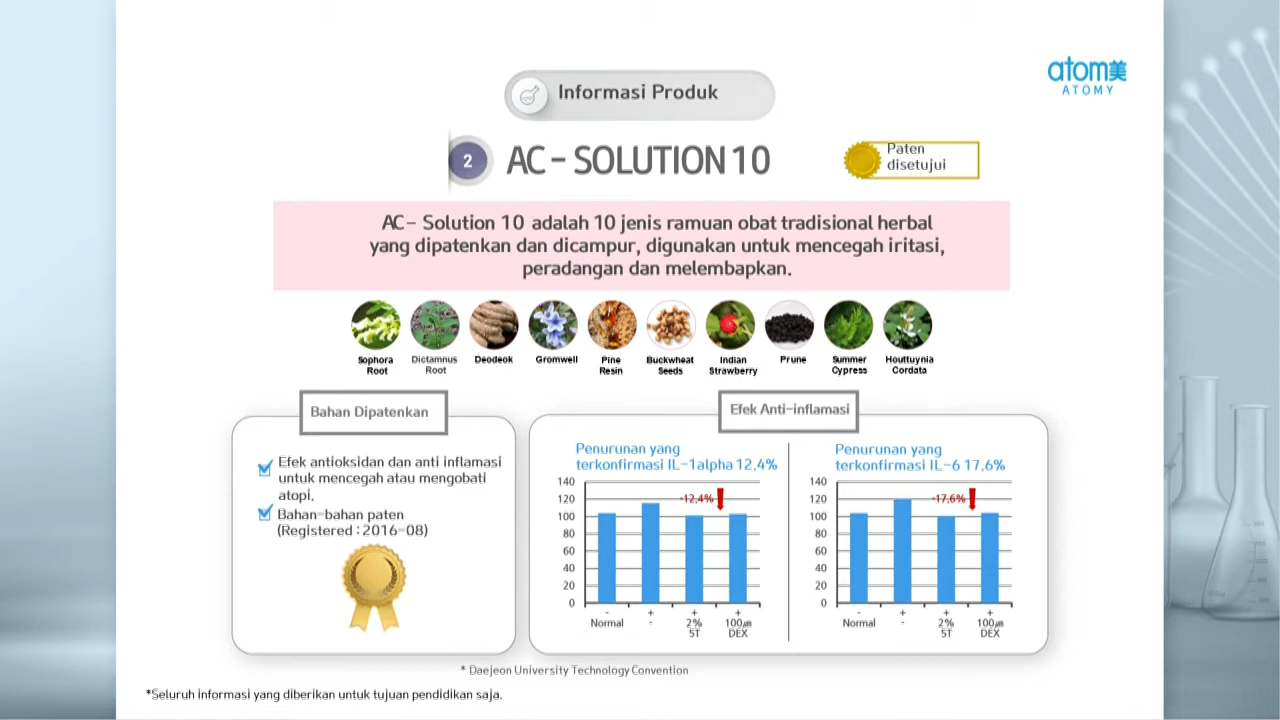 atom美
ATOMY
Informasi Produk
2
AC - SOLUTION 10
Paten
disetujui
AC- Solution 10 adalah 10 jenis ramuan obat tradisional herbal
yang dipatenkan dan dicampur, digunakan untuk mencegah iritasi,
peradangan dan melembapkan.
Sophora
Root
Dictamnus
Root
Deodeok
Gromwell
Pine
Resin
Buckwheat
Seeds
Indian
Strawberry
Prune
Summer
Cypress
Houttuynia
Cordata
Bahan Dipatenkan
Efek antioksidan dan anti inflamasi
untuk mencegah atau mengobati
atopi.
Bahan-bahan paten
(Registered : 2016-08)
Efek Anti-inflamasi
Penurunan yang
terkonfirmasi IL-1alpha 12,4%
140
120
100
80
60
40
20
0
-12,4%
- + + +
Normal - 2% 100㎛
5T DEX
Penurunan yang
terkonfirmasi IL-6 17,6%
140
120
100
80
60
40
20
0
-17,6%
- + + +
Normal - 2% 100㎛
5T DEX
* Daejeon University Technology Convention
*Seluruh informasi yang diberikan untuk tujuan pendidikan saja.